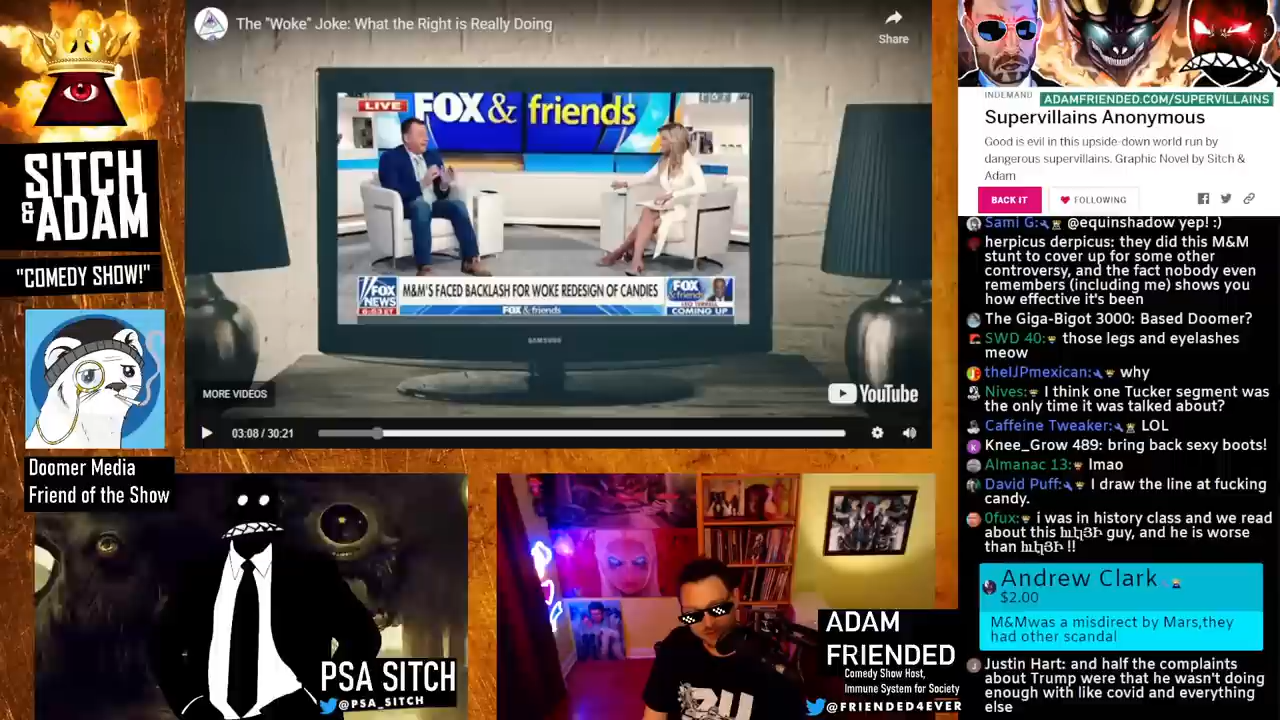 The "Woke" Joke: What the Right is Really Doing
Share
LIVE
FOX & friends
FOX
NEWS
M&M'S FACED BACKLASH FOR WOKE REDESIGN OF CANDIES
FOX & friends
FOX
& friends
COMING UP
SAMSUNG
MORE VIDEOS
YouTube
03:08 / 30:21
SITCH
& ADAM
"COMEDY SHOW!"
Doomer Media
Friend of the Show
PSA SITCH
@PSA_SITCH
ADAM
FRIENDED
Comedy Show Host,
Immune System for Society
@FRIENDED4EVER
INDEMAND
ADAMFRIENDED.COM/SUPERVILLAINS
Supervillains Anonymous
Good is evil in this upside-down world run by
dangerous supervillains. Graphic Novel by Sitch &
Adam
BACK IT
FOLLOWING
Sami G: @equinshadow yep! :)
herpicus derpicus: they did this M&M
stunt to cover up for some other
controversy, and the fact nobody even
remembers (including me) shows you
how effective it's been
The Giga-Bigot 3000: Based Doomer?
SWD 40: those legs and eyelashes
meow
theIJPmexican: why
Nives: I think one Tucker segment was
the only time it was talked about?
Caffeine Tweaker: LOL
Knee_Grow 489: bring back sexy boots!
Almanac 13: lmao
David Puff: I draw the line at fucking
candy.
0fux: i was in history class and we read
about this guy, and he is worse
than !!
Andrew Clark
$2.00
M&Mwas a misdirect by Mars,they
had other scandal
Justin Hart: and half the complaints
about Trump were that he wasn't doing
enough with like covid and everything
else